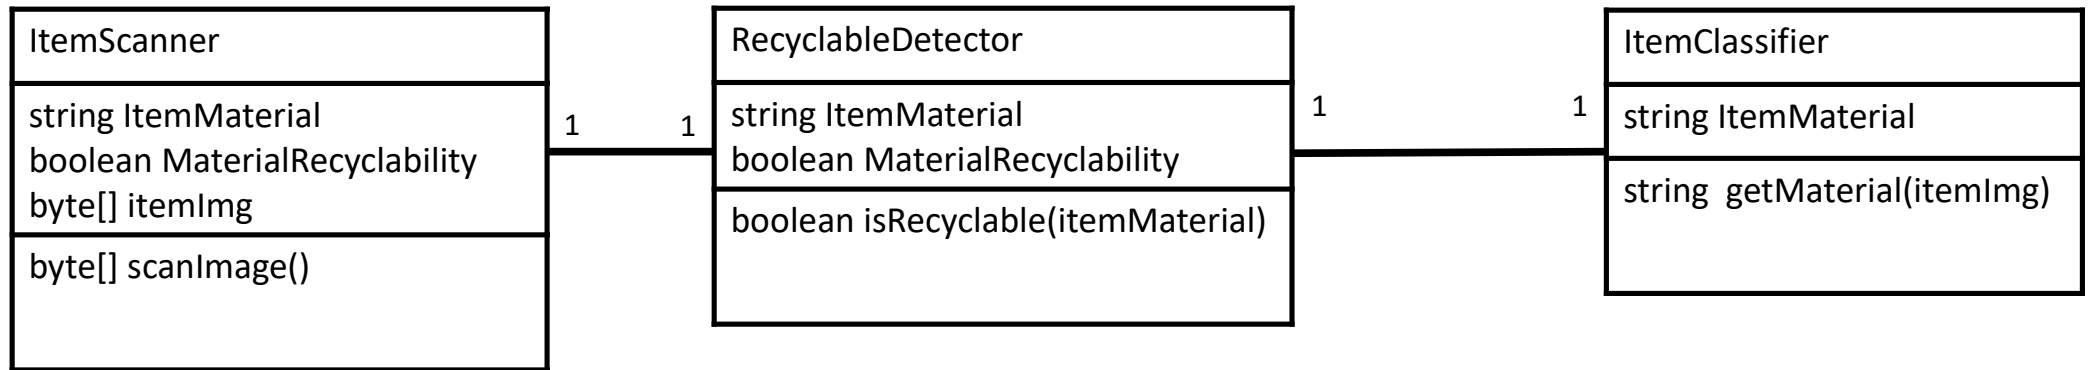 ItemScanner
string ItemMaterial
boolean MaterialRecyclability
byte[] itemImg
byte[] scanImage()
1
1
RecyclableDetector
string ItemMaterial
boolean MaterialRecyclability
boolean isRecyclable(itemMaterial)
1
1
ItemClassifier
string ItemMaterial
string  getMaterial(itemImg)